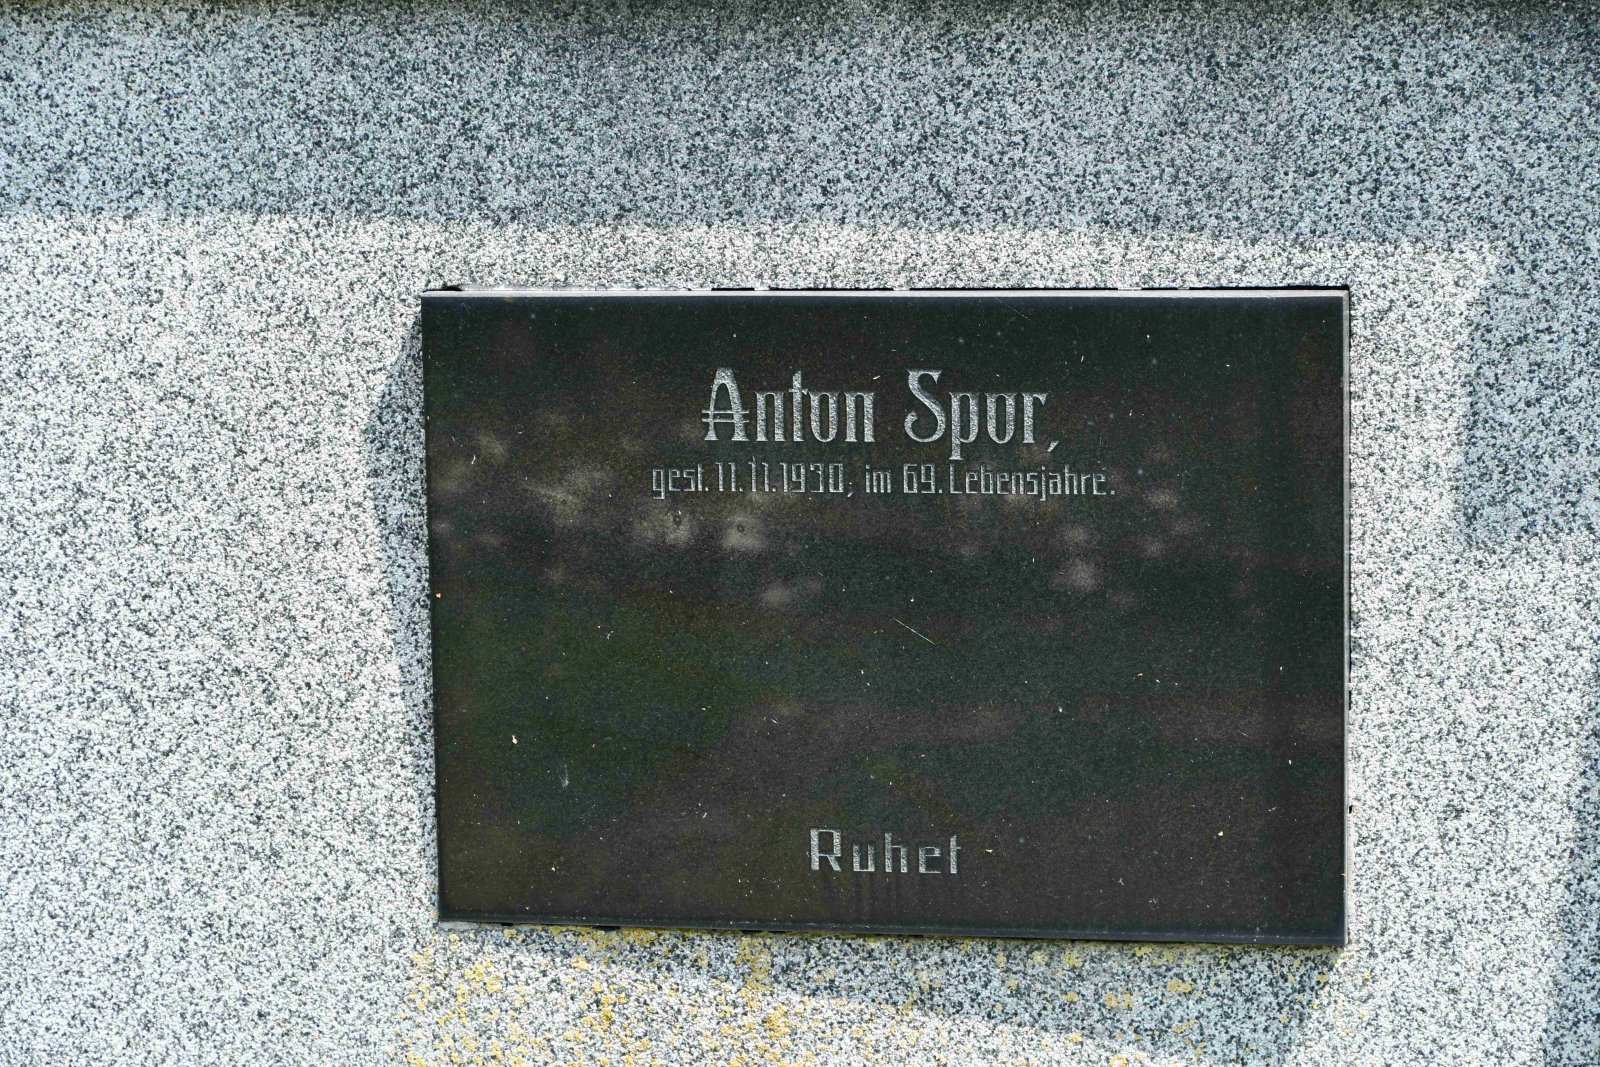 Anton Spor,
gest. 11.11.1930, im 69. Lebensjahre.
Ruhet